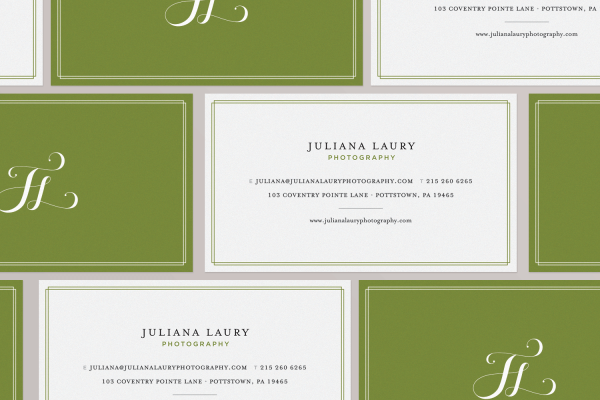 103 COVENTRY POINTE LANE · POTTSTOWN, PA
www.julianalauryphotography.com
JULIANA LAURY
PHOTOGRAPHY
E JULIANA@JULIANALAURYPHOTOGRAPHY.COM T 215 260 6265
103 COVENTRY POINTE LANE · POTTSTOWN, PA 19465
www.julianalauryphotography.com
JULIANA LAURY
PHOTOGRAPHY
E JULIANA@JULIANALAURYPHOTOGRAPHY.COM T 215 260 6265
103 COVENTRY POINTE LANE · POTTSTOWN, PA 19465